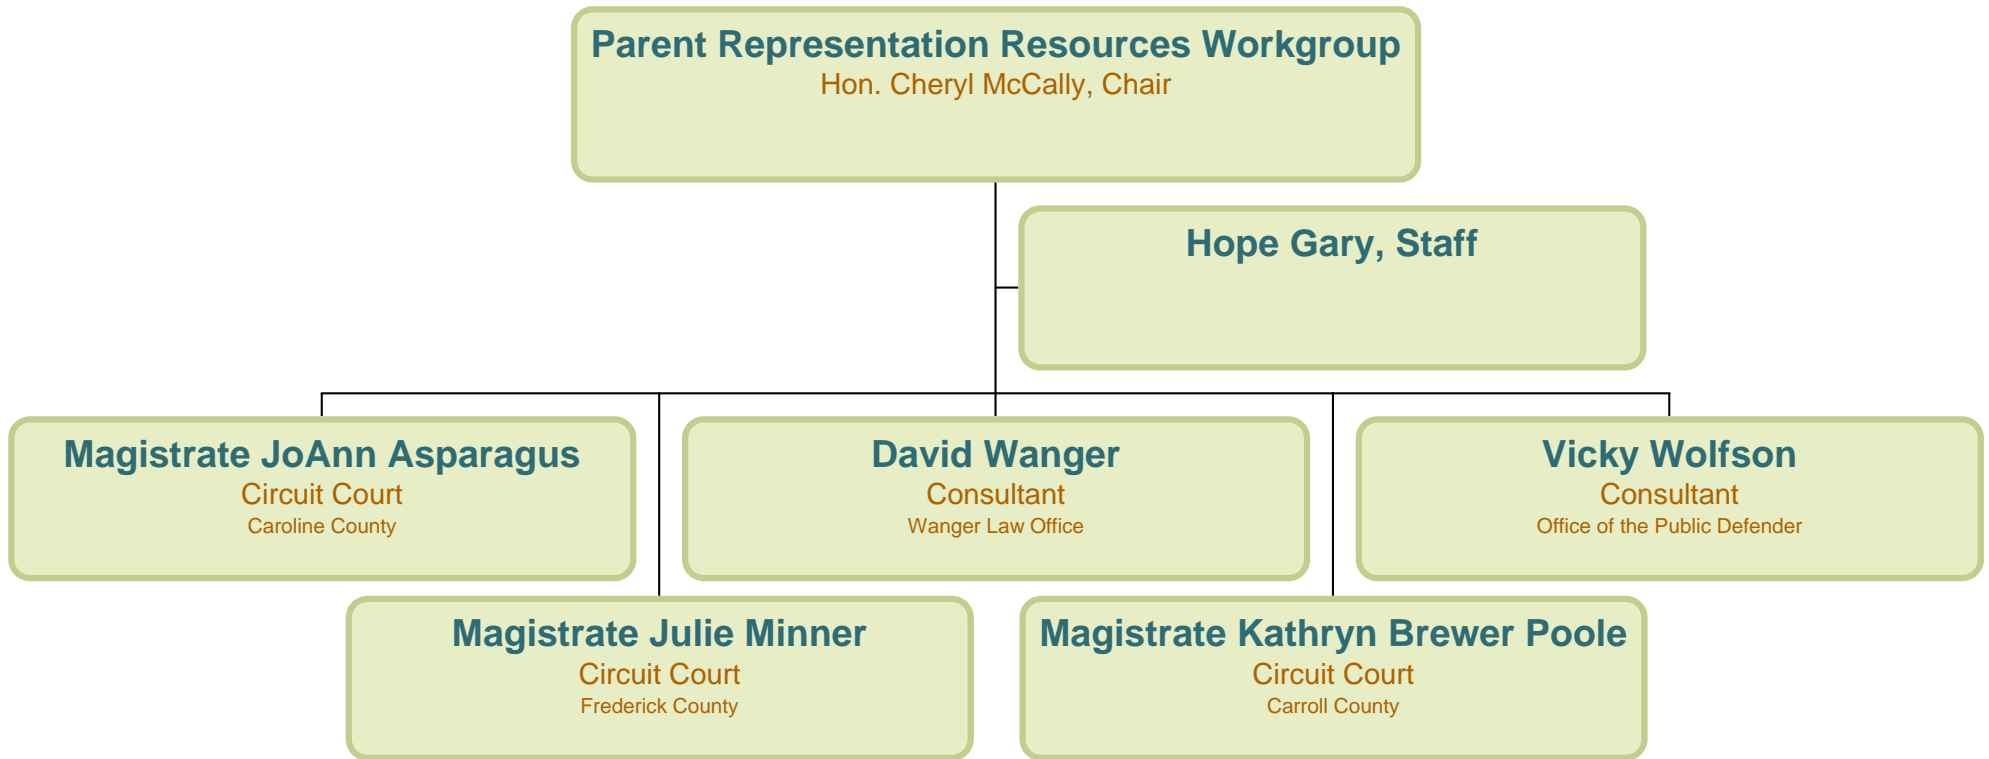 Parent Representation Resources Workgroup
Hon. Cheryl McCally, Chair
Hope Gary, Staff
Magistrate JoAnn Asparagus
Circuit Court
Caroline County
David Wanger
Consultant
Wanger Law Office
Vicky Wolfson
Consultant
Office of the Public Defender
Magistrate Julie Minner
Circuit Court
Frederick County
Magistrate Kathryn Brewer Poole
Circuit Court
Carroll County